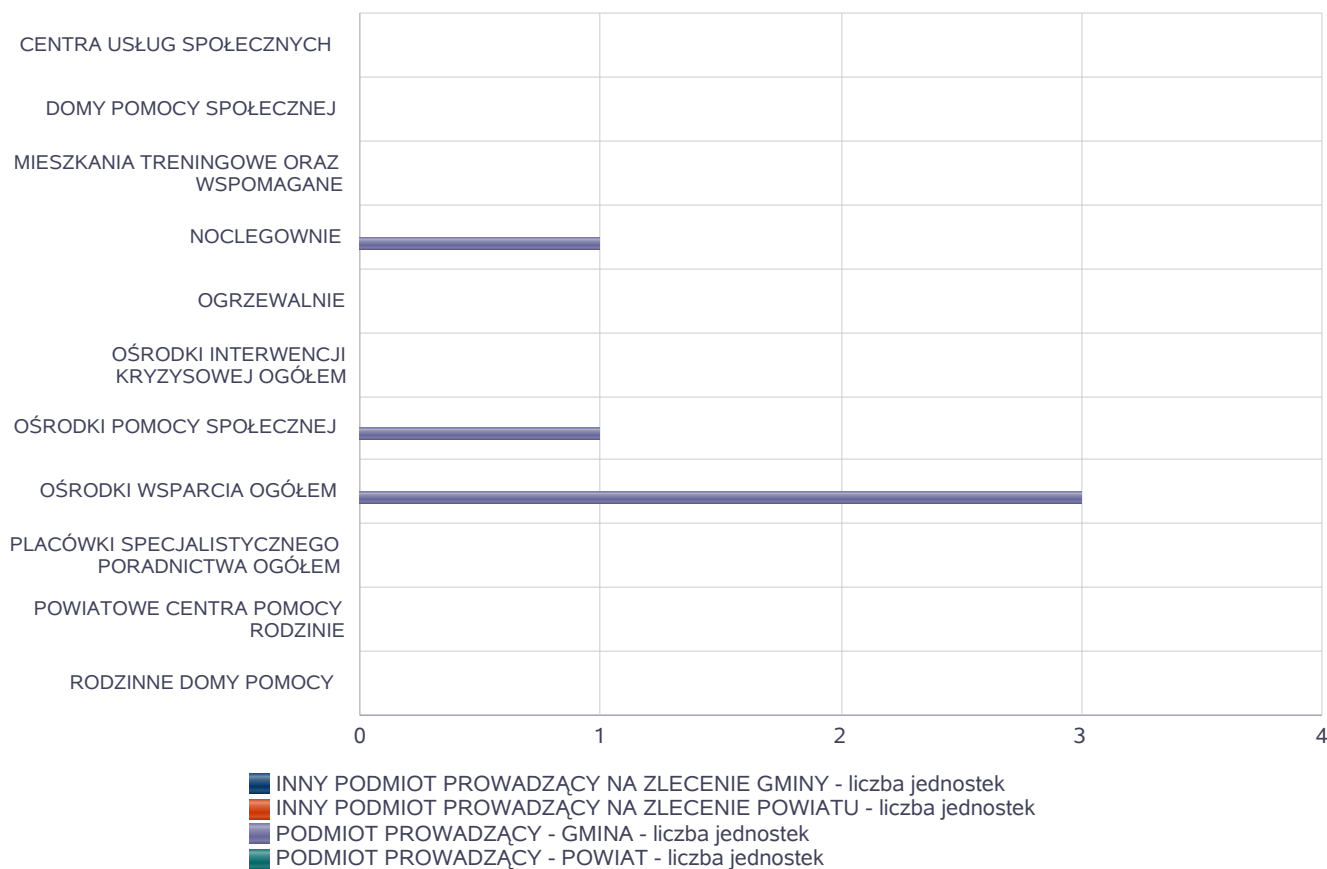 CENTRA USŁUG SPOŁECZNYCH
DOMY POMOCY SPOŁECZNEJ
MIESZKANIA TRENINGOWE ORAZ
WSPOMAGANE
NOCLEGOWNIE
OGRZEWALNIE
OŚRODKI INTERWENCJI
KRYZYSOWEJ OGÓŁEM
OŚRODKI POMOCY SPOŁECZNEJ
OŚRODKI WSPARCIA OGÓŁEM
PLACÓWKI SPECJALISTYCZNEGO
PORADNICTWA OGÓŁEM
POWIATOWE CENTRA POMOCY
RODZINIE
RODZINNE DOMY POMOCY
0 1 2 3 4
INNY PODMIOT PROWADZĄCY NA ZLECENIE GMINY - liczba jednostek
INNY PODMIOT PROWADZĄCY NA ZLECENIE POWIATU - liczba jednostek
PODMIOT PROWADZĄCY - GMINA - liczba jednostek
PODMIOT PROWADZĄCY - POWIAT - liczba jednostek